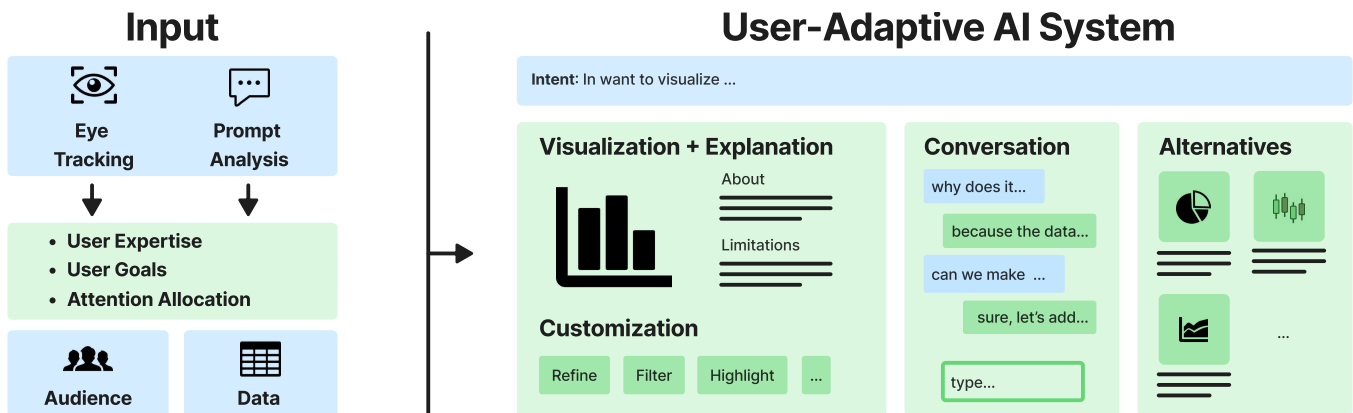 Input
Eye
Tracking
Prompt
Analysis
• User Expertise
• User Goals
• Attention Allocation
Audience
Data
User-Adaptive AI System
Intent: In want to visualize ...
Visualization + Explanation
About
Limitations
Customization
Refine
Filter
Highlight
...
Conversation
why does it...
because the data...
can we make ...
sure, let's add...
type...
Alternatives
...